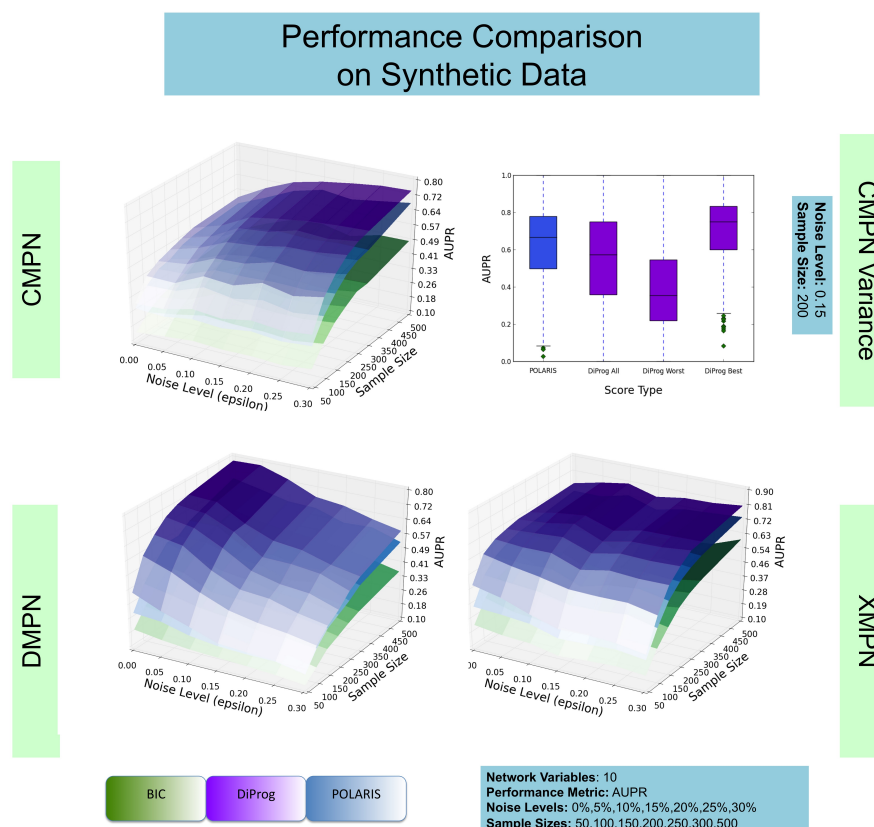 Performance Comparison
on Synthetic Data
CMPN
0.80
0.72
0.64
0.57
0.49
0.41
0.33
0.26
0.18
0.10
AUPR
0.00
0.05
0.10
0.15
0.20
0.25
0.30
Noise Level (epsilon)
50
100
150
200
250
300
350
400
450
500
Sample Size
1.0
0.8
0.6
0.4
0.2
0.0
AUPR
POLARIS
DiProg All
DiProg Worst
DiProg Best
Score Type
Noise Level: 0.15
Sample Size: 200
CMPN Variance
DMPN
0.80
0.72
0.64
0.57
0.49
0.41
0.33
0.26
0.18
0.10
AUPR
0.00
0.05
0.10
0.15
0.20
0.25
0.30
Noise Level (epsilon)
50
100
150
200
250
300
350
400
450
500
Sample Size
0.90
0.81
0.72
0.63
0.54
0.46
0.37
0.28
0.19
0.10
AUPR
00
0.05
0.10
0.15
0.20
0.25
0.30
Noise Level (epsilon)
50
100
150
200
250
300
350
400
450
500
Sample Size
XMPN
BIC
DiProg
POLARIS
Network Variables: 10
Performance Metric: AUPR
Noise Levels: 0%,5%,10%,15%,20%,25%,30%
Sample Sizes: 50,100,150,200,250,300,500